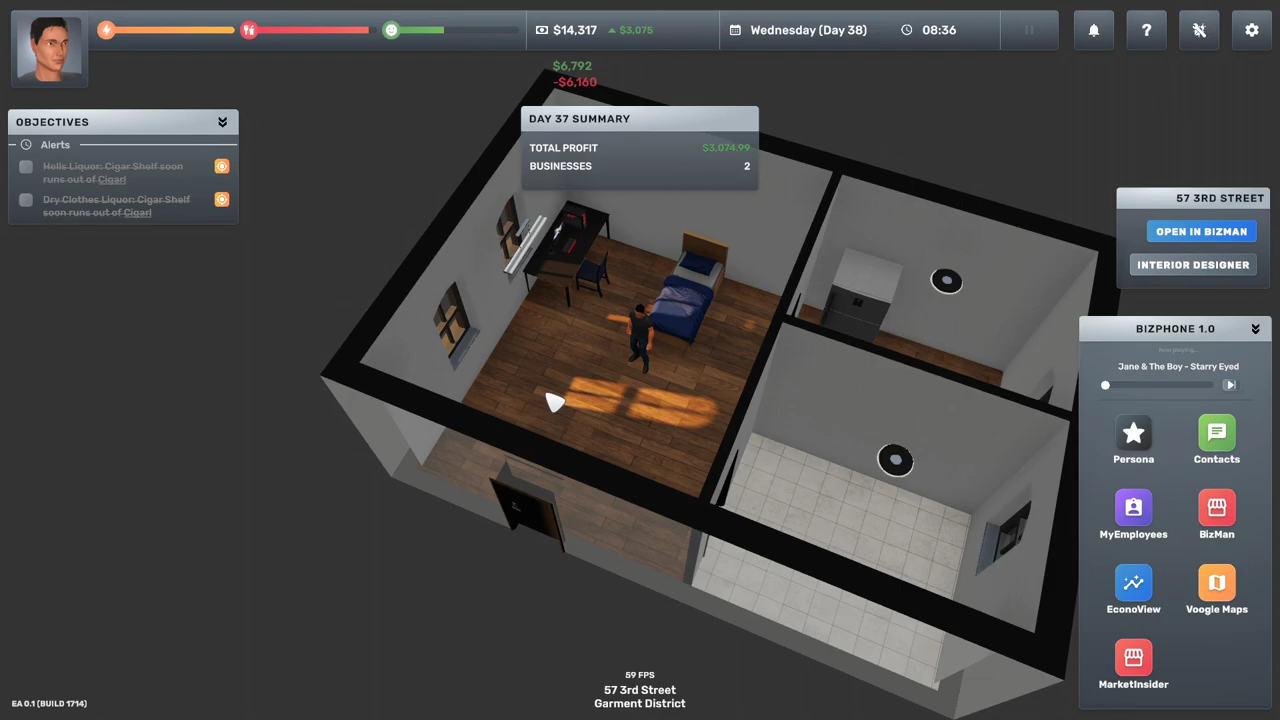 $14,317
$3,075
Wednesday (Day 38)
08:36
?
$6,792
-$6,160
OBJECTIVES
Alerts
Hells Liquor: Cigar Shelf soon
runs out of Cigar!
Dry Clothes Liquor: Cigar Shelf
soon runs out of Cigar!
DAY 37 SUMMARY
TOTAL PROFIT $3,074.99
BUSINESSES 2
57 3RD STREET
OPEN IN BIZMAN
INTERIOR DESIGNER
BIZPHONE 1.0
Now playing...
Jane & The Boy - Starry Eyed
Persona
Contacts
MyEmployees
BizMan
EconoView
Voogle Maps
MarketInsider
59 FPS
57 3rd Street
Garment District
EA 0.1 (BUILD 1714)